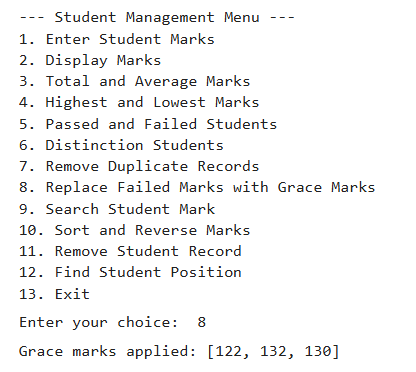 --- Student Management Menu ---
1. Enter Student Marks
2. Display Marks
3. Total and Average Marks
4. Highest and Lowest Marks
5. Passed and Failed Students
6. Distinction Students
7. Remove Duplicate Records
8. Replace Failed Marks with Grace Marks
9. Search Student Mark
10. Sort and Reverse Marks
11. Remove Student Record
12. Find Student Position
13. Exit
Enter your choice:  8
Grace marks applied: [122, 132, 130]